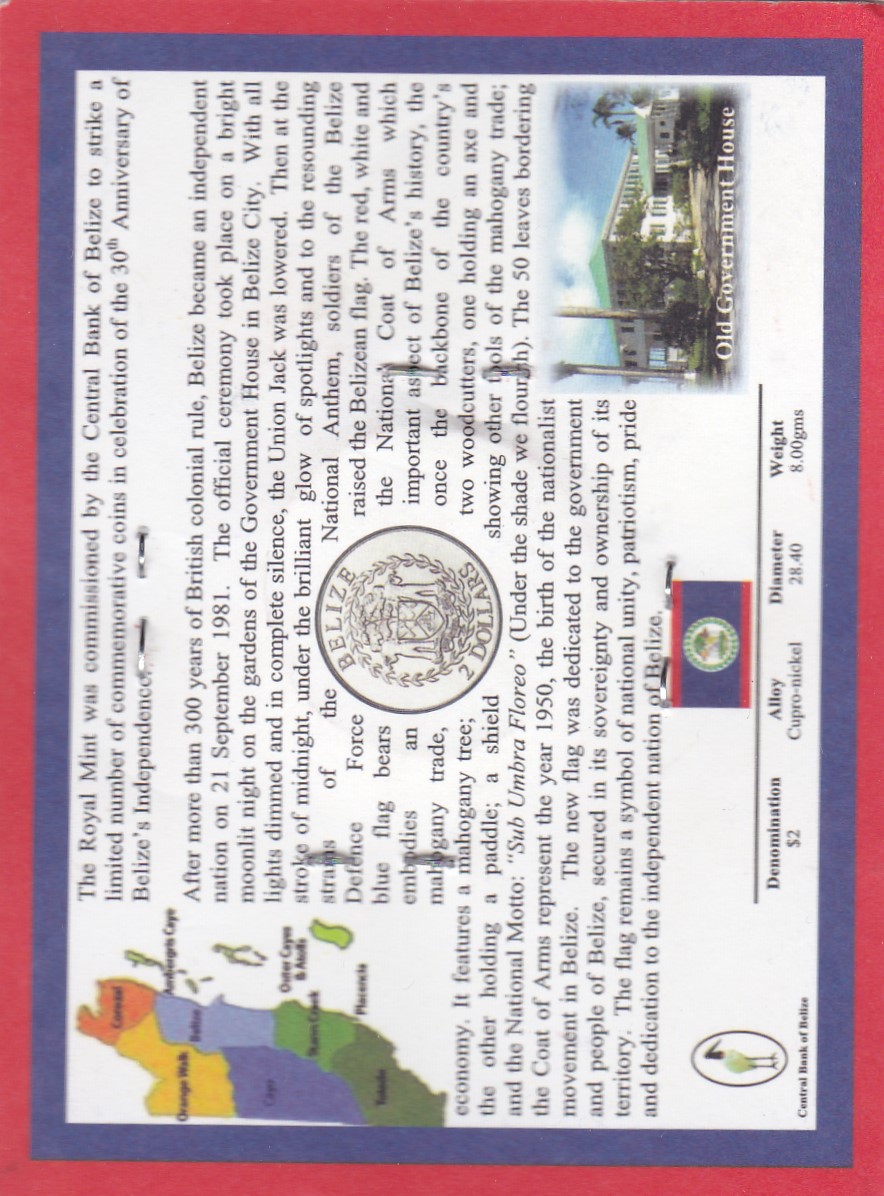 The Royal Mint was commissioned by the Central Bank of Belize to strike a
limited number of commemorative coins in celebration of the 30th Anniversary of
Belize's Independence.
After more than 300 years of British colonial rule, Belize became an independent
nation on 21 September 1981. The official ceremony took place on a bright
moonlit night on the gardens of the Government House in Belize City. With all
lights dimmed and in complete silence, the Union Jack was lowered. Then at the
stroke of midnight, under the brilliant glow of spotlights and to the resounding
strains of the National Anthem, soldiers of the Belize
Defence Force raised the Belizean flag. The red, white and
blue flag bears the National Coat of Arms which
embodies an important aspect of Belize's history, the
mahogany trade, once the backbone of the country's
economy. It features a mahogany tree; two woodcutters, one holding an axe and
the other holding a paddle; a shield showing other tools of the mahogany trade;
and the National Motto: "Sub Umbra Floreo" (Under the shade we flourish). The 50 leaves bordering
the Coat of Arms represent the year 1950, the birth of the nationalist
movement in Belize. The new flag was dedicated to the government
and people of Belize, secured in its sovereignty and ownership of its
territory. The flag remains a symbol of national unity, patriotism, pride
and dedication to the independent nation of Belize.
BELIZE
2 DOLLARS
Old Government House
Corozal
Ambergris Caye
Orange Walk
Belize
Cayo
Outer Cayes
& Atolls
Stann Creek
Placencia
Toledo
Denomination Alloy Diameter Weight
$2 Cupro-nickel 28.40 8.00gms
Central Bank of Belize